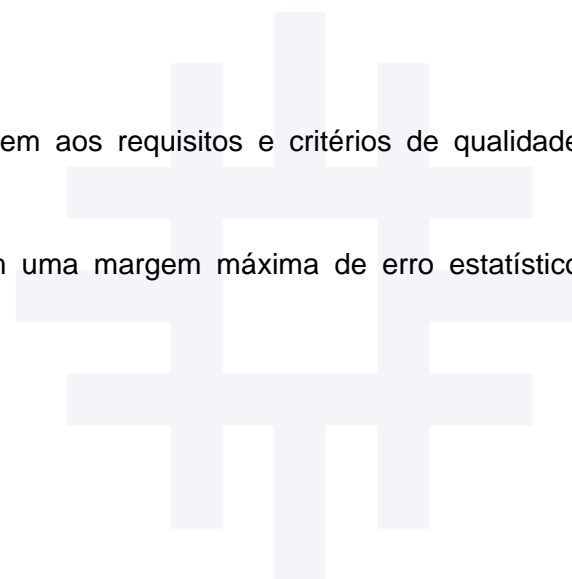 em aos requisitos e critérios de qualidade
uma margem máxima de erro estatístico